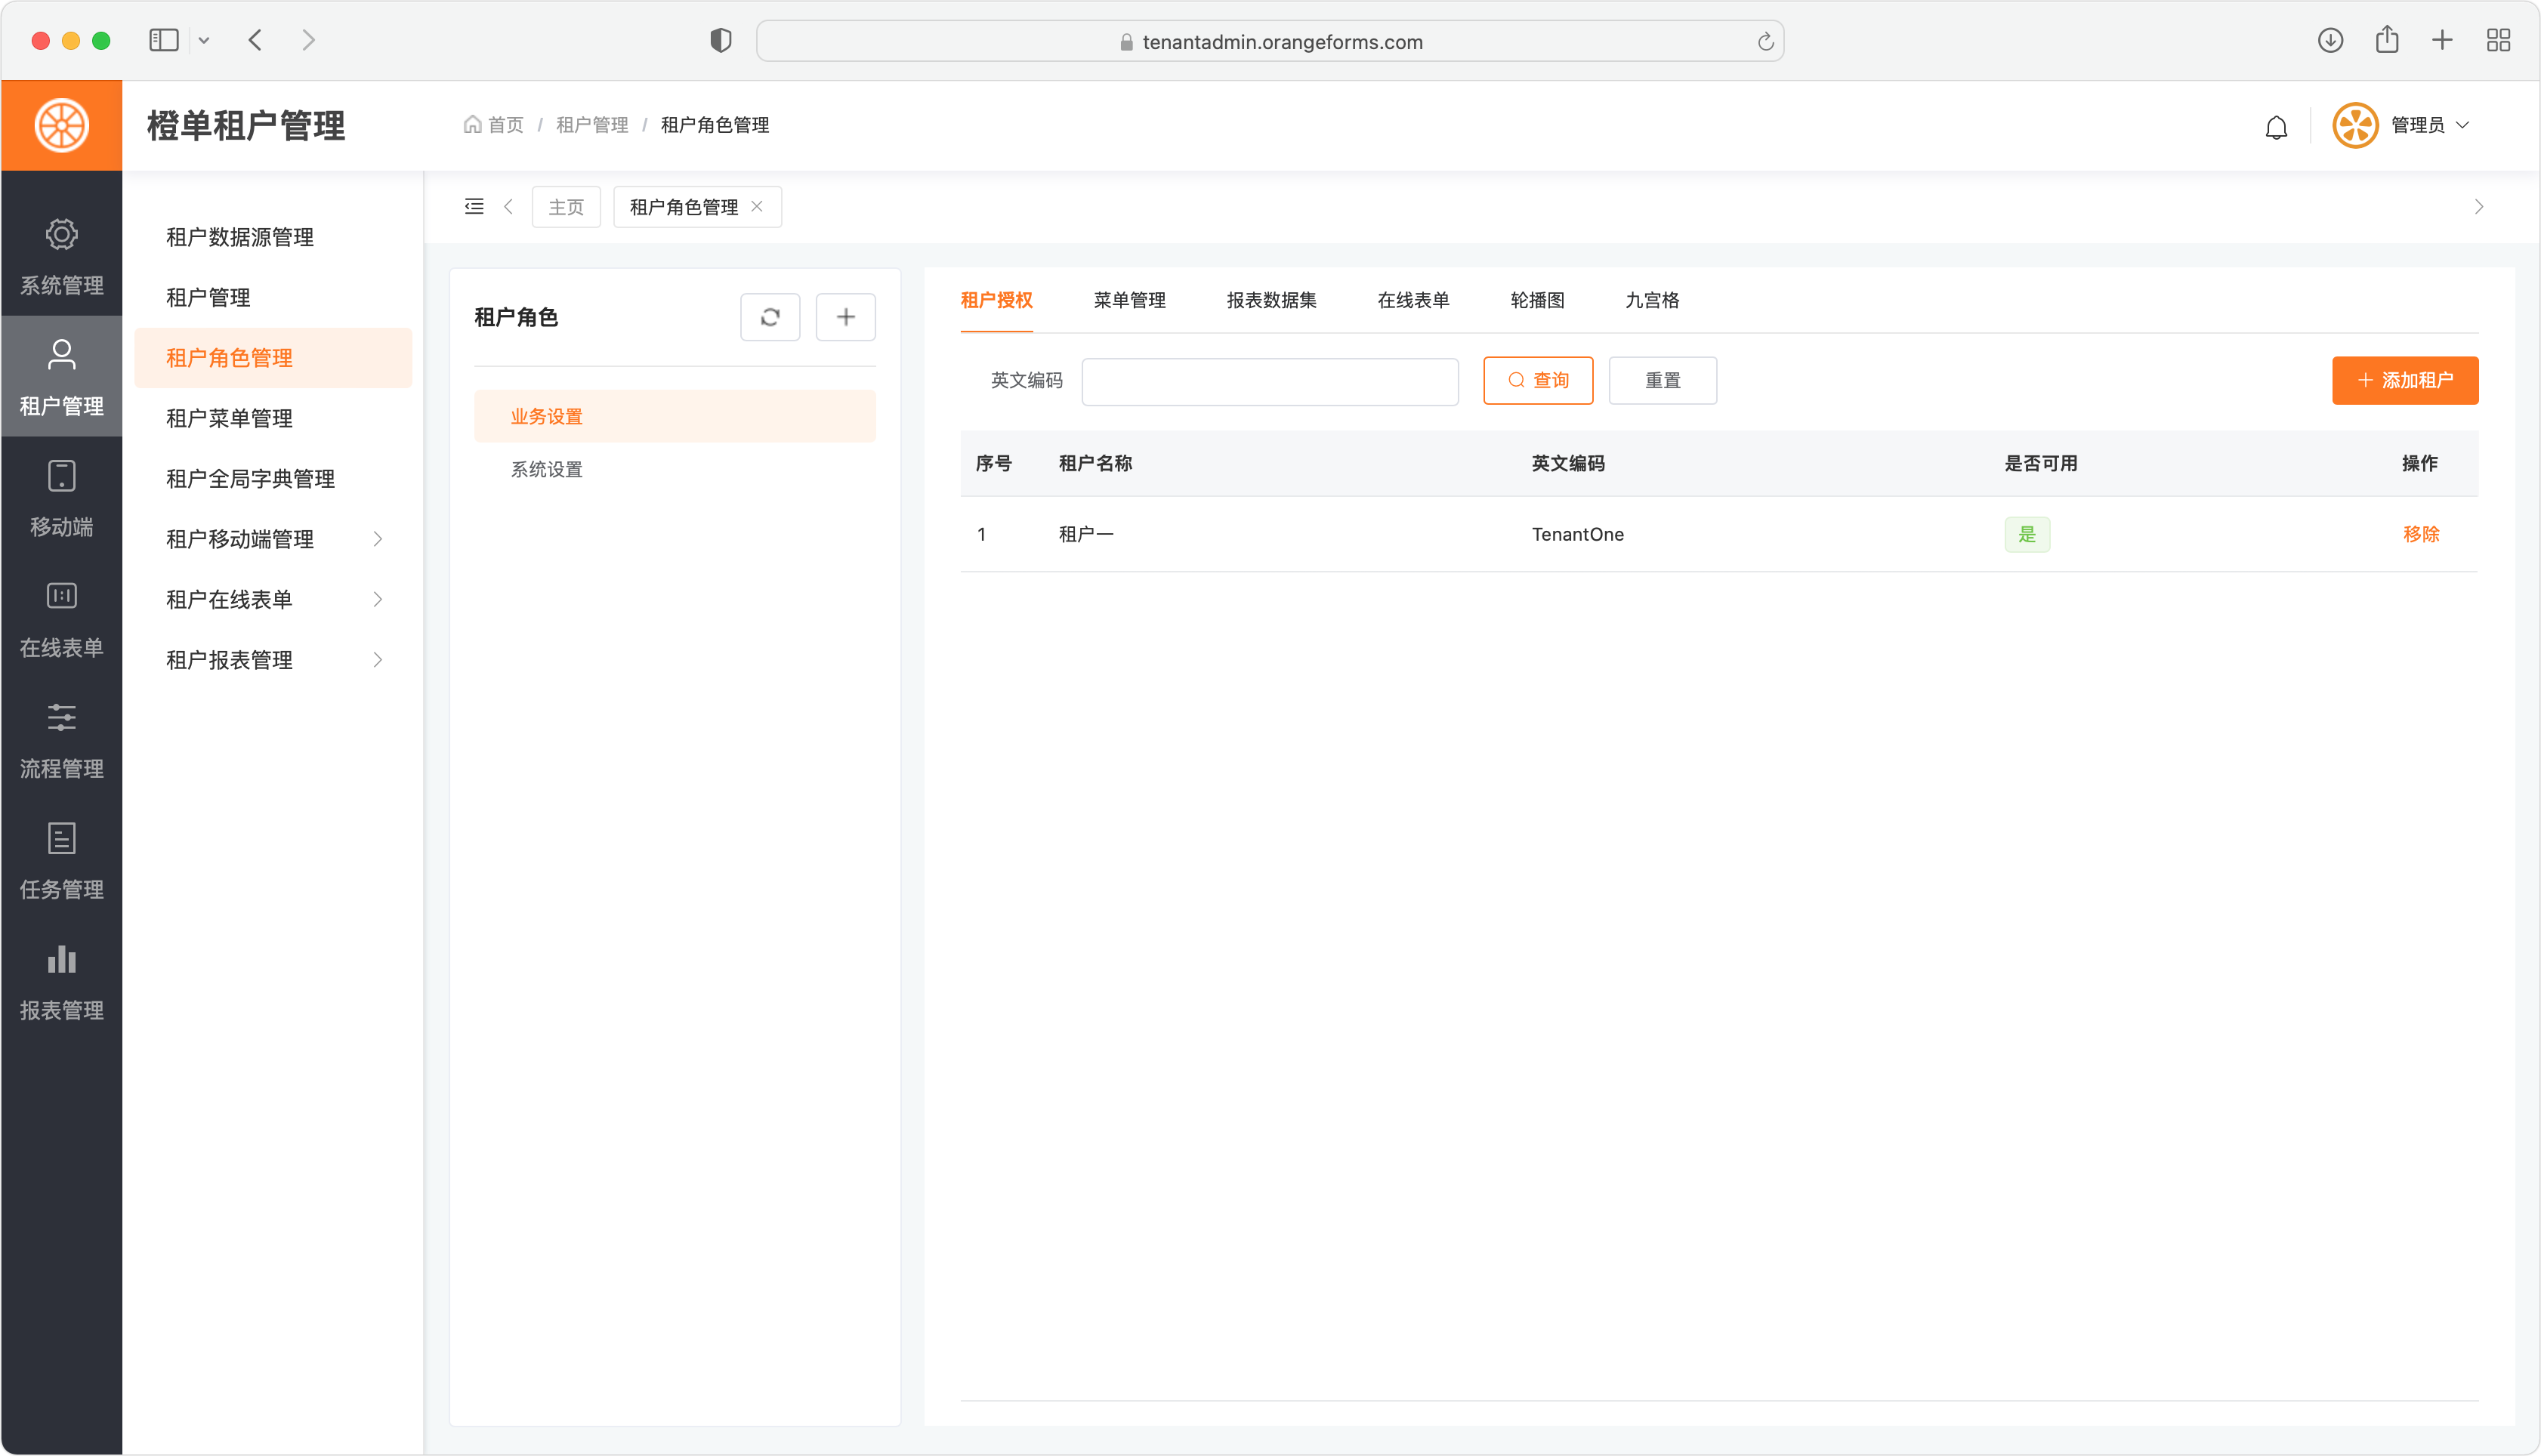 tenantadmin.orangeforms.com
橙单租户管理
首页 / 租户管理 / 租户角色管理
管理员
主页
租户角色管理
系统管理
租户管理
移动端
在线表单
流程管理
任务管理
报表管理
租户数据源管理
租户管理
租户角色管理
租户菜单管理
租户全局字典管理
租户移动端管理
租户在线表单
租户报表管理
租户角色
业务设置
系统设置
租户授权 菜单管理 报表数据集 在线表单 轮播图 九宫格
英文编码 查询 重置 添加租户
序号 租户名称 英文编码 是否可用 操作
1 租户一 TenantOne 是 移除